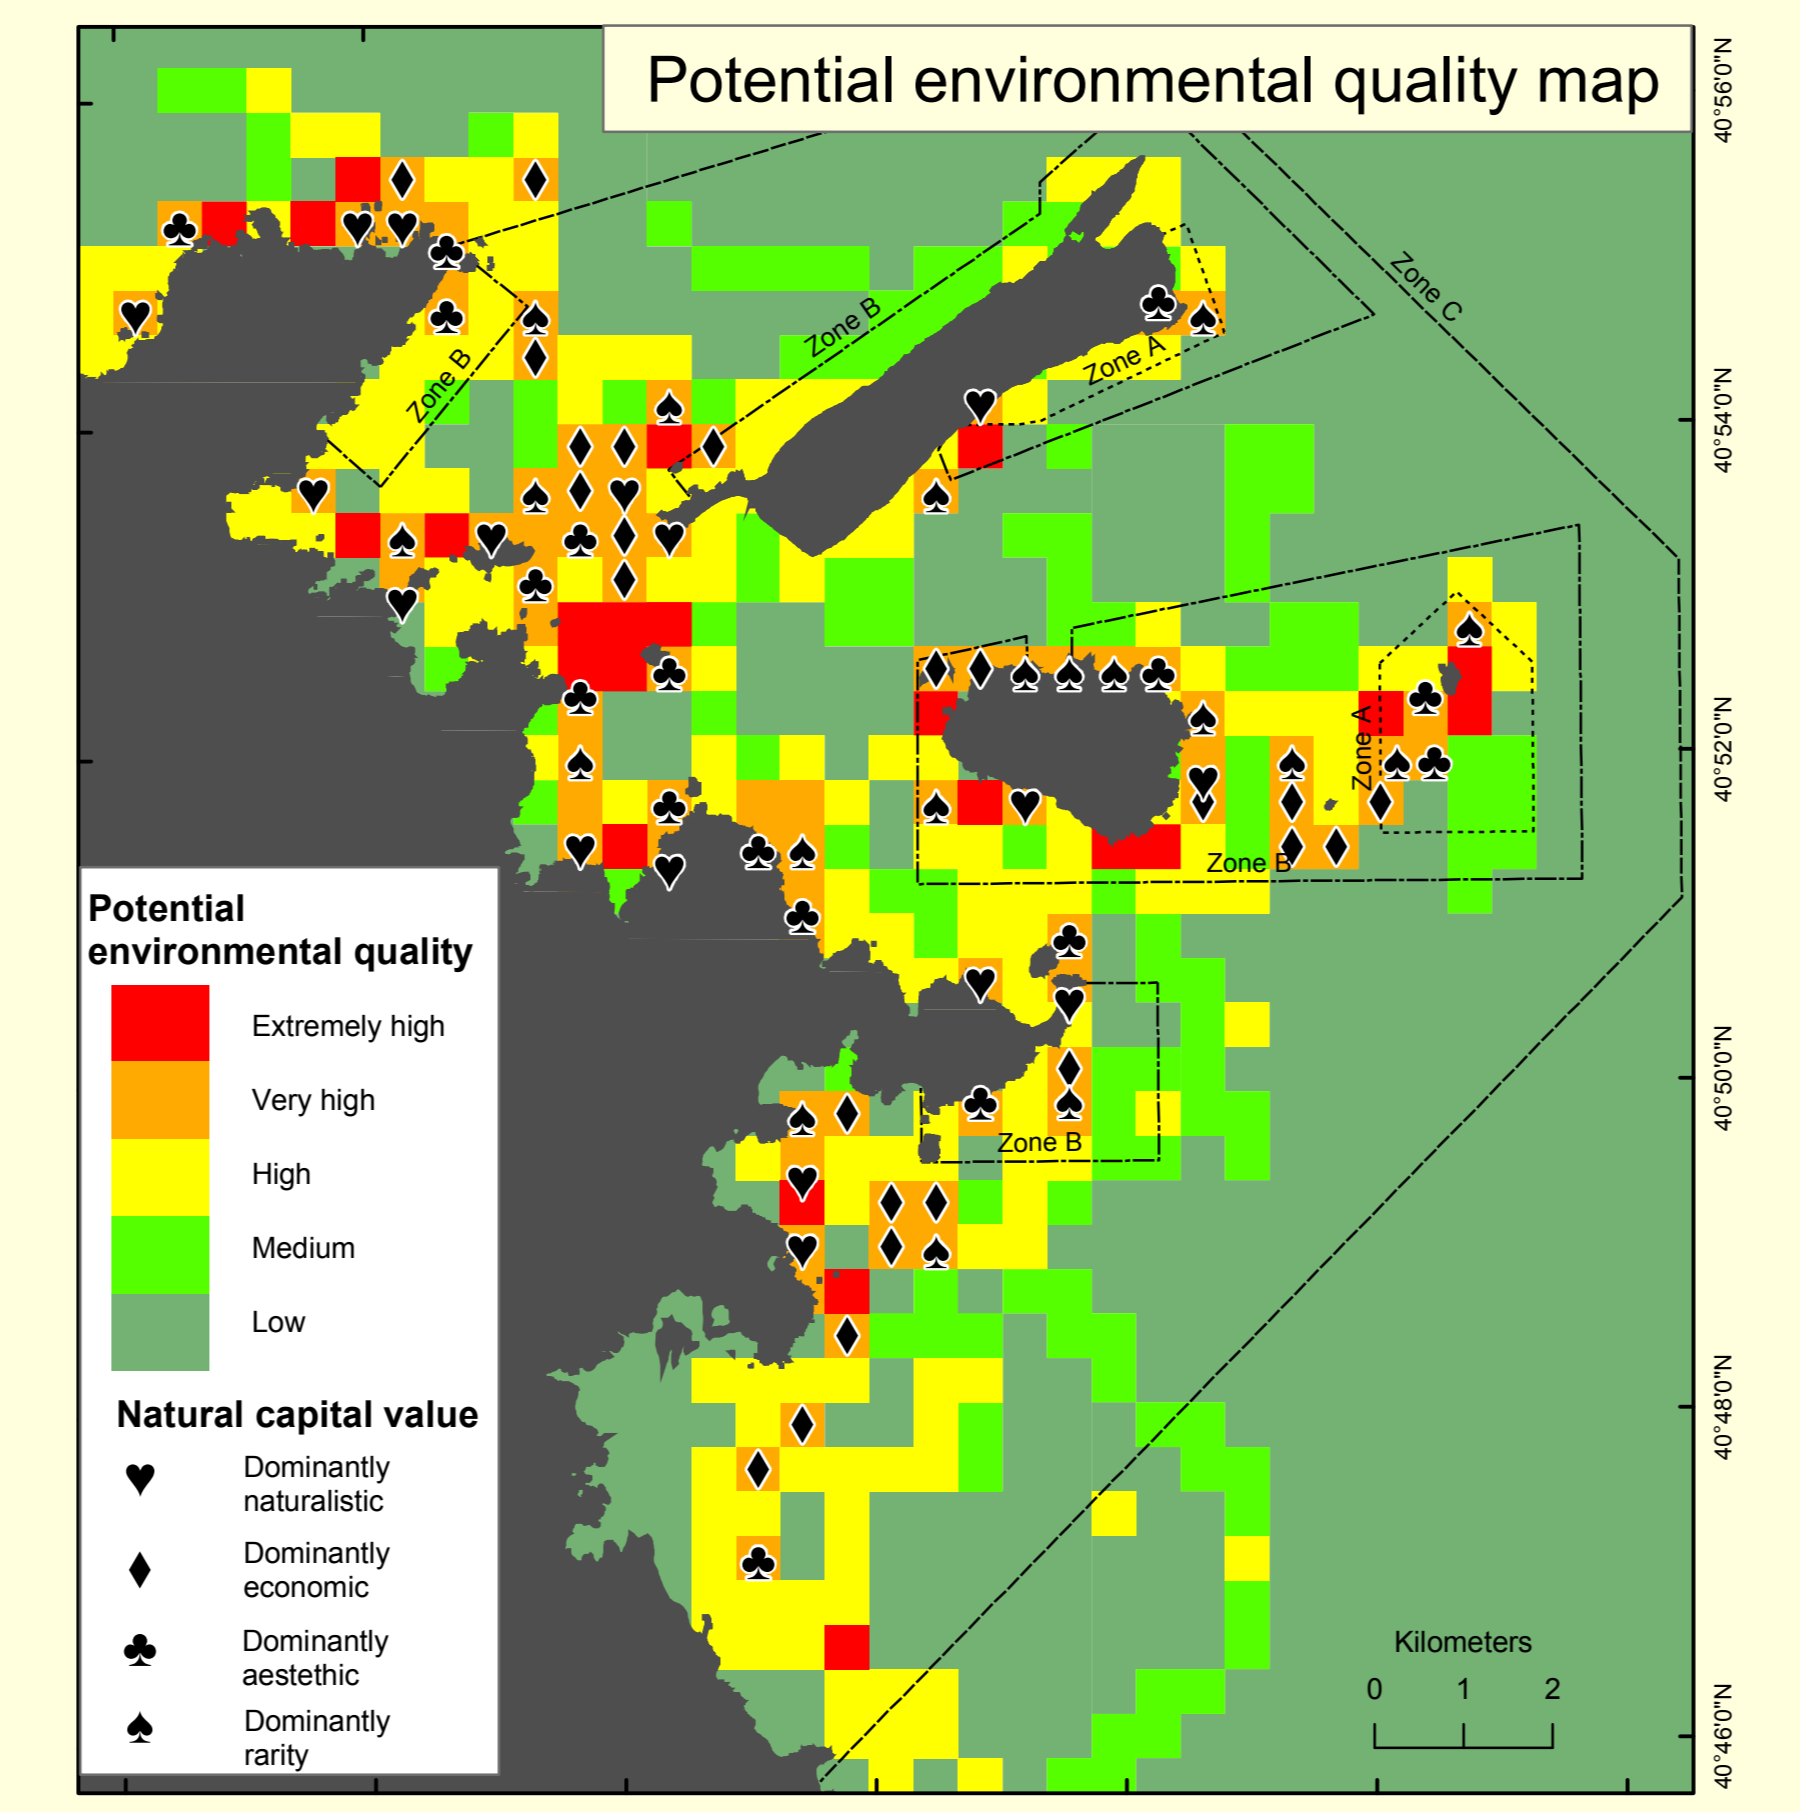 Potential environmental quality map
40°56'0"N
Zone C
Zone B
Zone A
Zone B
40°54'0"N
Zone A
40°52'0"N
Zone B
Potential
environmental quality
Extremely high
Very high
High
Medium
Low
Zone B
40°50'0"N
40°48'0"N
Natural capital value
Dominantly
naturalistic
Dominantly
economic
Dominantly
aestethic
Dominantly
rarity
Kilometers
0 1 2
40°46'0"N